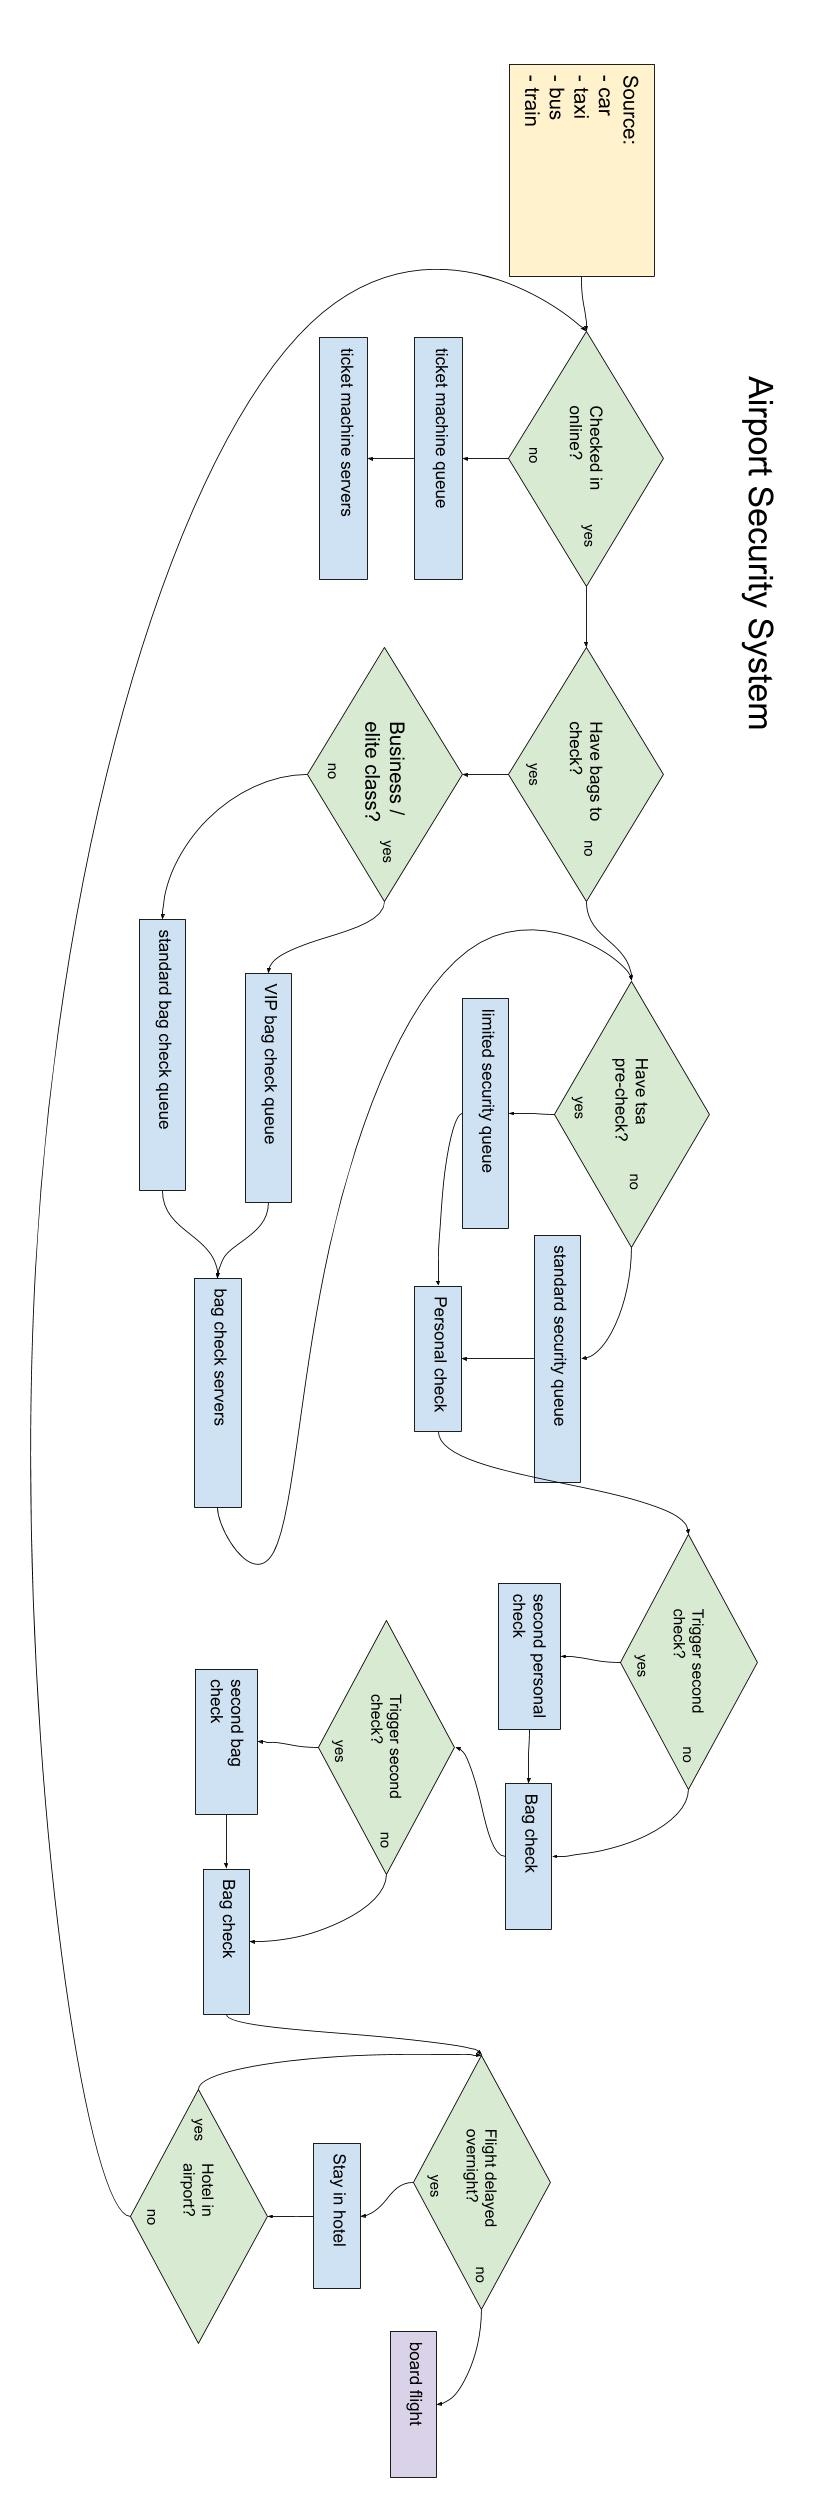 Airport Security System
Source:
- car
- taxi
- bus
- train
Checked in
online?
yes
no
ticket machine queue
ticket machine servers
Have bags to
check?
no
yes
Business /
elite class?
yes
no
VIP bag check queue
standard bag check queue
bag check servers
Have tsa
pre-check?
no
yes
limited security queue
standard security queue
Personal check
Trigger second
check?
no
yes
second personal
check
Bag check
Trigger second
check?
no
yes
second bag
check
Bag check
Flight delayed
overnight?
no
yes
Stay in hotel
Hotel in
airport?
yes
no
board flight